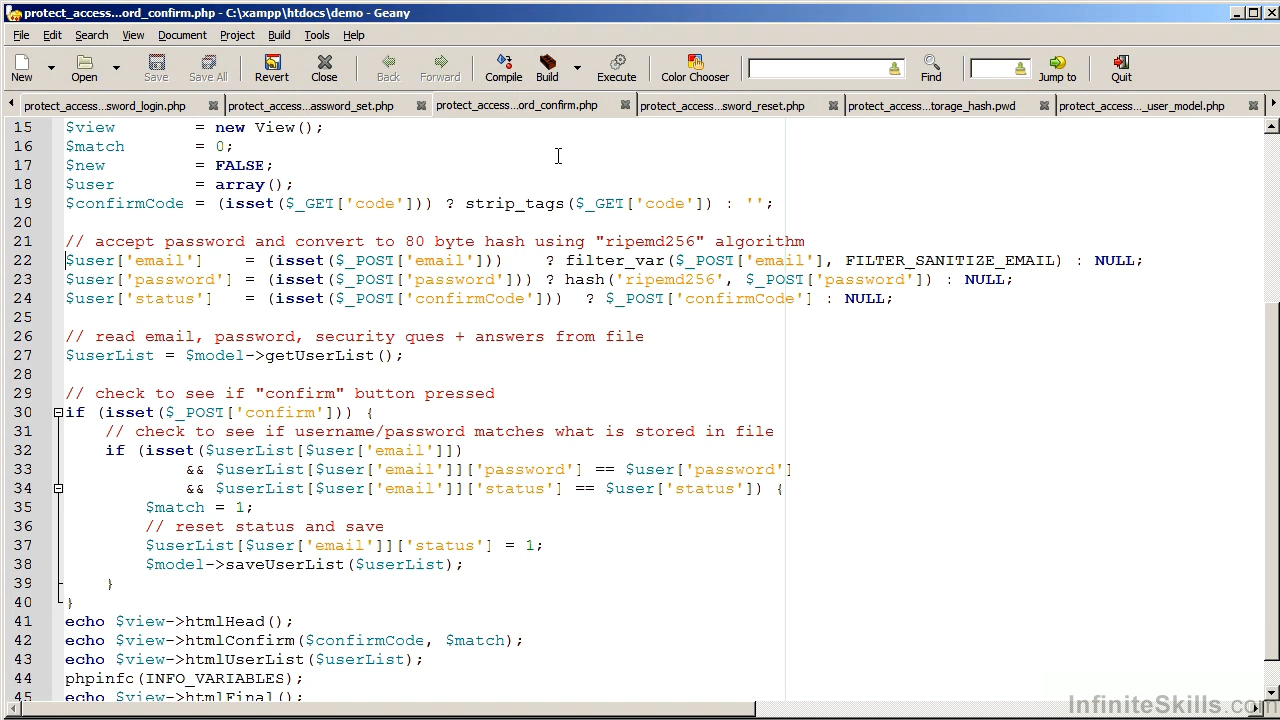 protect_access...ord_confirm.php - C:\xampp\htdocs\demo - Geany
File Edit Search View Document Project Build Tools Help
New Open Save Save All Revert Close Back Forward Compile Build Execute Color Chooser Find Jump to Quit
protect_access...sword_login.php protect_access...assword_set.php protect_access...ord_confirm.php protect_access...sword_reset.php protect_access...torage_hash.pwd protect_access..._user_model.php
15 $view = new View();
16 $match = 0;
17 $new = FALSE;
18 $user = array();
19 $confirmCode = (isset($_GET['code'])) ? strip_tags($_GET['code']) : '';
20
21 // accept password and convert to 80 byte hash using "ripemd256" algorithm
22 $user['email'] = (isset($_POST['email'])) ? filter_var($_POST['email'], FILTER_SANITIZE_EMAIL) : NULL;
23 $user['password'] = (isset($_POST['password'])) ? hash('ripemd256', $_POST['password']) : NULL;
24 $user['status'] = (isset($_POST['confirmCode'])) ? $_POST['confirmCode'] : NULL;
25
26 // read email, password, security ques + answers from file
27 $userList = $model->getUserList();
28
29 // check to see if "confirm" button pressed
30 if (isset($_POST['confirm'])) {
31 // check to see if username/password matches what is stored in file
32 if (isset($userList[$user['email']])
33 && $userList[$user['email']]['password'] == $user['password']
34 && $userList[$user['email']]['status'] == $user['status']) {
35 $match = 1;
36 // reset status and save
37 $userList[$user['email']]['status'] = 1;
38 $model->saveUserList($userList);
39 }
40 }
41 echo $view->htmlHead();
42 echo $view->htmlConfirm($confirmCode, $match);
43 echo $view->htmlUserList($userList);
44 phpinfo(INFO_VARIABLES);
45 echo $view->htmlFinal();
InfiniteSkills.com